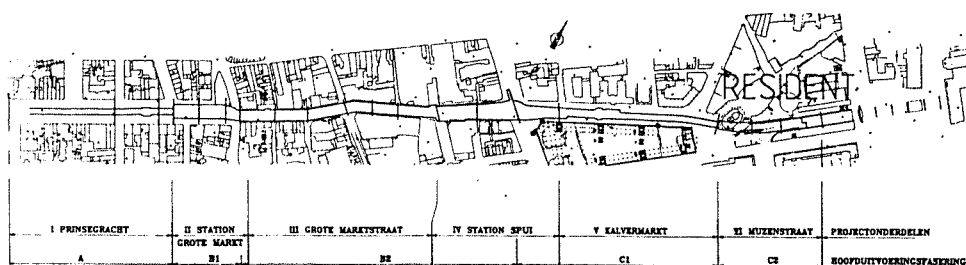 RESIDENT
I PRINSEGRACHT II STATION GROTE MARKT III GROTE MARKTSTRAAT IV STATION SPUI V KALVERMARKT VI MUZENSTRAAT PROJECTONDERDELEN
A B1 B2 C1 C2 HOOFDUITVOERINGSFASERING